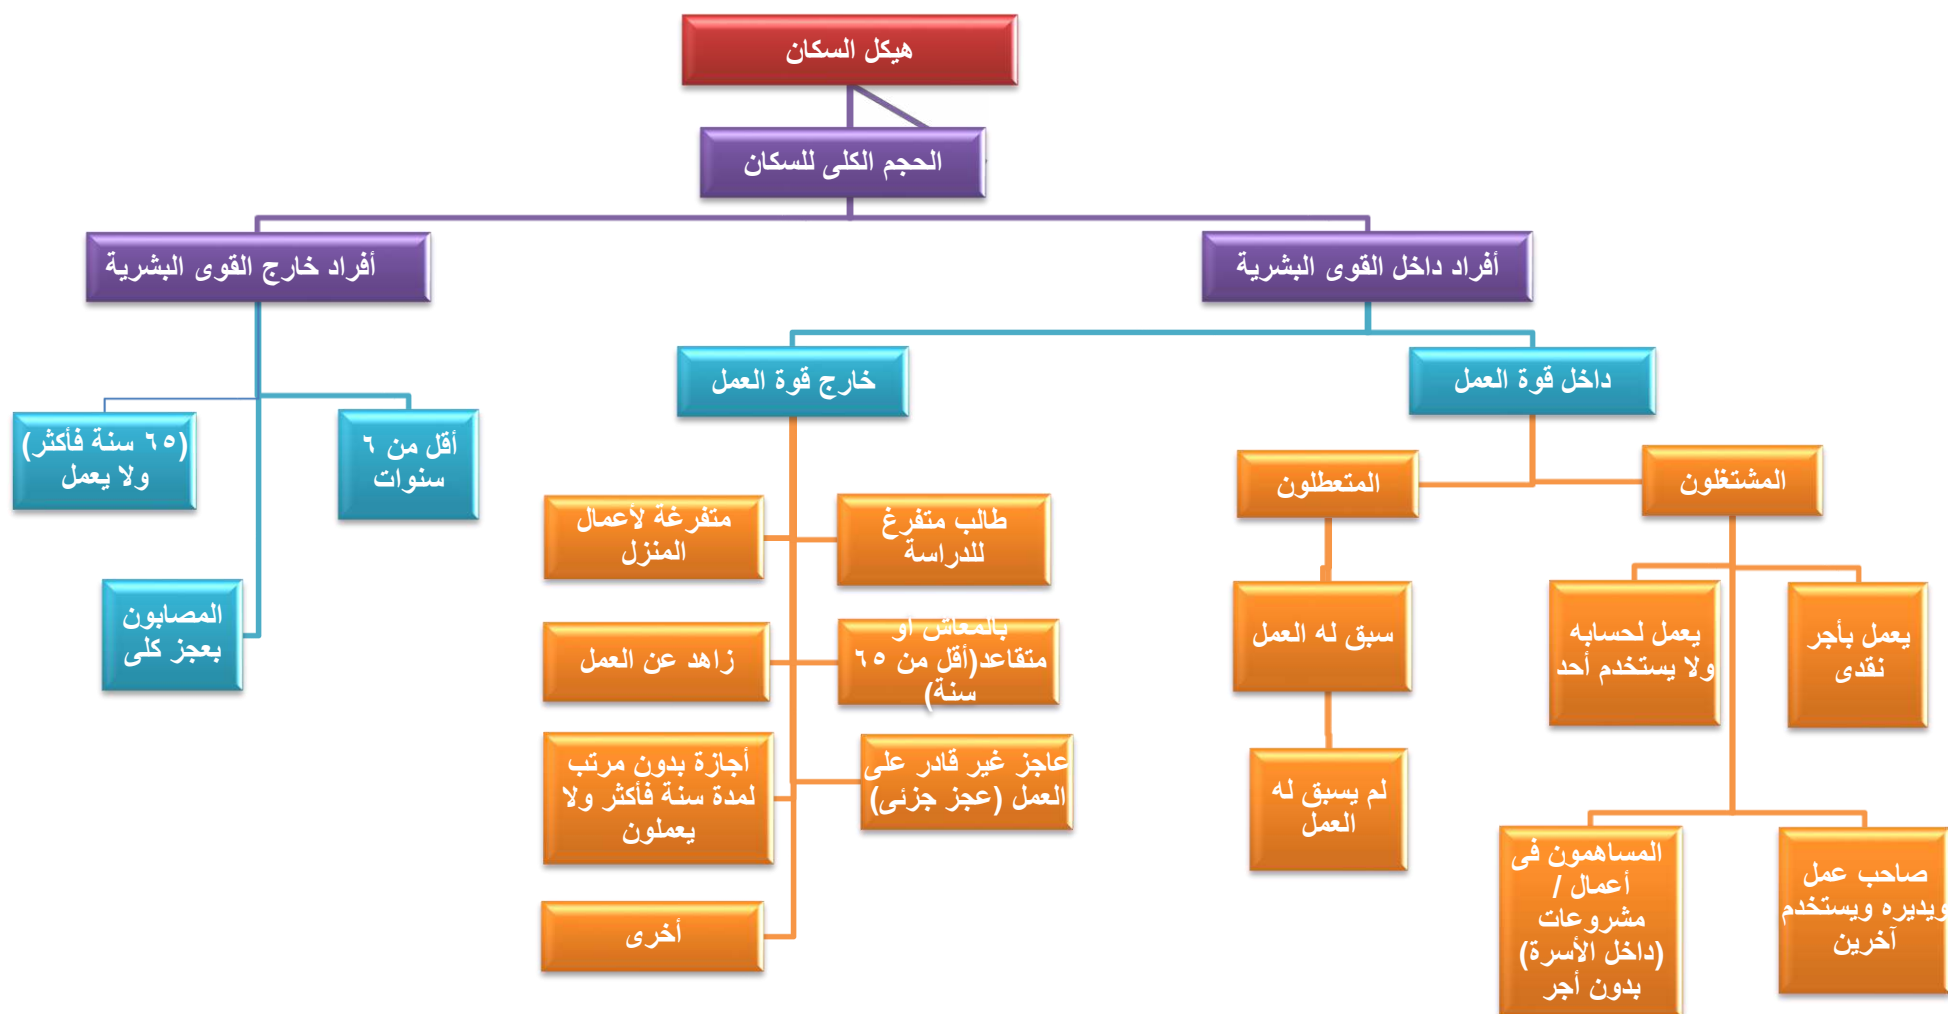 هيكل السكان
الحجم الكلى للسكان
أفراد داخل القوى البشرية
أفراد خارج القوى البشرية
داخل قوة العمل
خارج قوة العمل
المشتغلون
المتعطلون
يعمل بأجر
نقدى
يعمل لحسابه
ولا يستخدم أحد
صاحب عمل
ويديره ويستخدم
آخرين
المساهمون فى
أعمال /
مشروعات
(داخل الأسرة)
بدون أجر
سبق له العمل
لم يسبق له
العمل
طالب متفرغ
للدراسة
متفرغة لأعمال
المنزل
بالمعاش او
متقاعد(أقل من ٦٥
سنة)
زاهد عن العمل
عاجز غير قادر على
العمل (عجز جزئى)
أجازة بدون مرتب
لمدة سنة فأكثر ولا
يعملون
أخرى
أقل من ٦
سنوات
(٦٥ سنة فأكثر)
ولا يعمل
المصابون
بعجز كلى